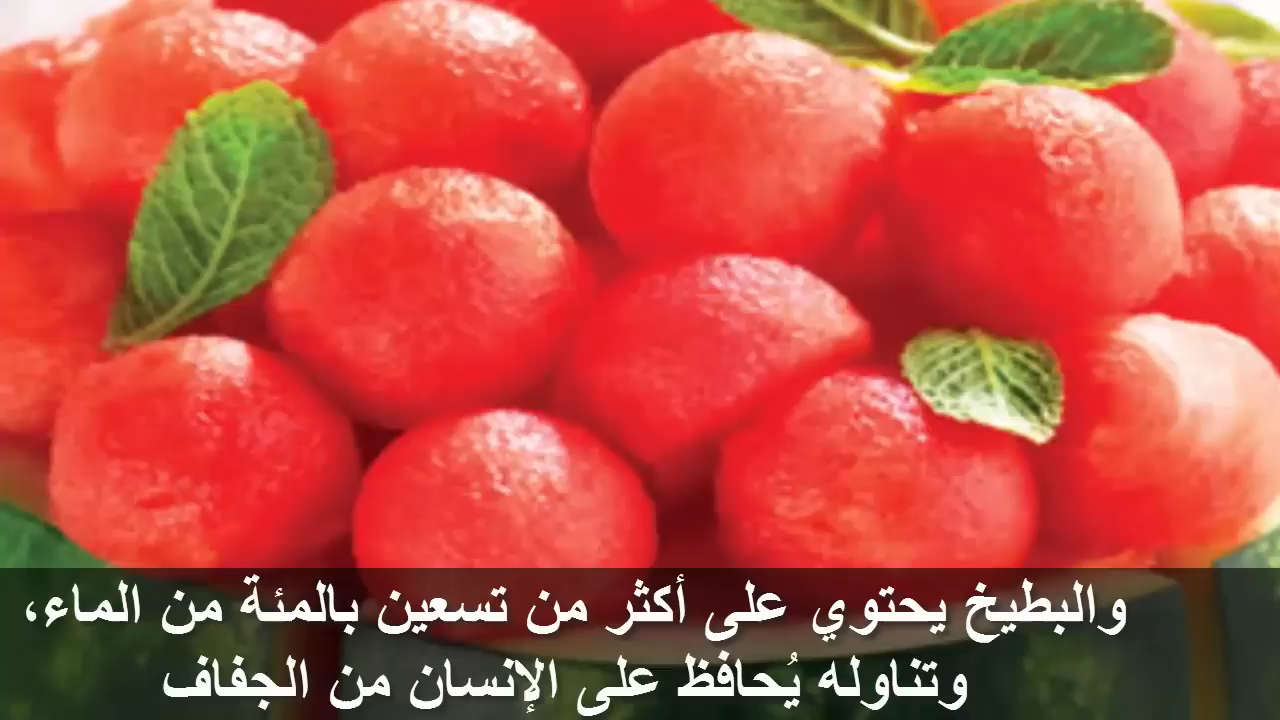 والبطيخ يحتوي على أكثر من تسعين بالمئة من الماء،
وتناوله يُحافظ على الإنسان من الجفاف